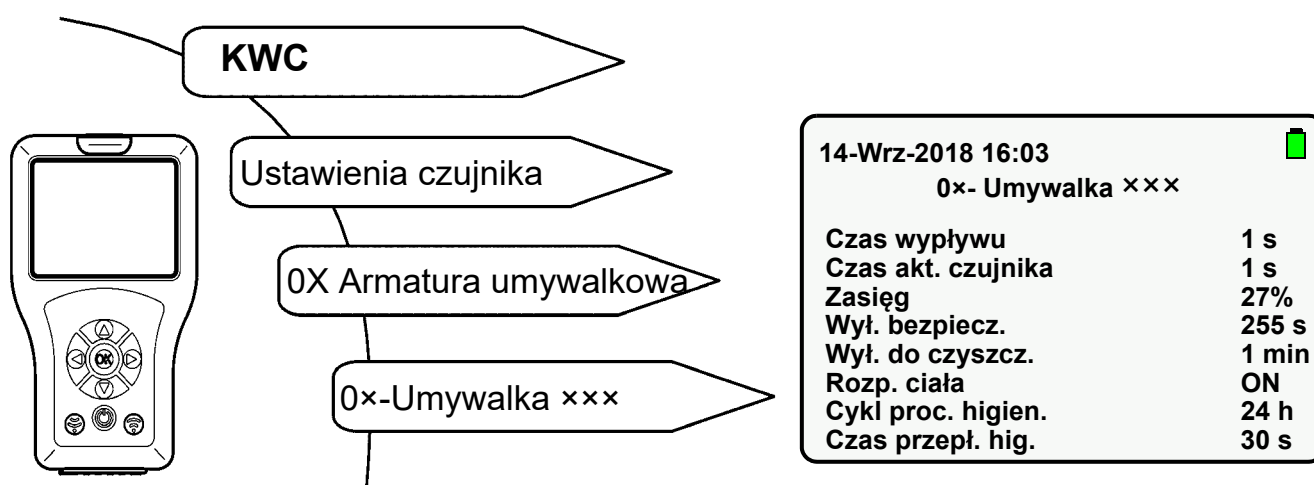 KWC
Ustawienia czujnika
0X Armatura umywalkowa
0×-Umywalka ×××
OK
14-Wrz-2018 16:03
0×- Umywalka ×××
Czas wypływu 1 s
Czas akt. czujnika 1 s
Zasięg 27%
Wył. bezpiecz. 255 s
Wył. do czyszcz. 1 min
Rozp. ciała ON
Cykl proc. higien. 24 h
Czas przepł. hig. 30 s